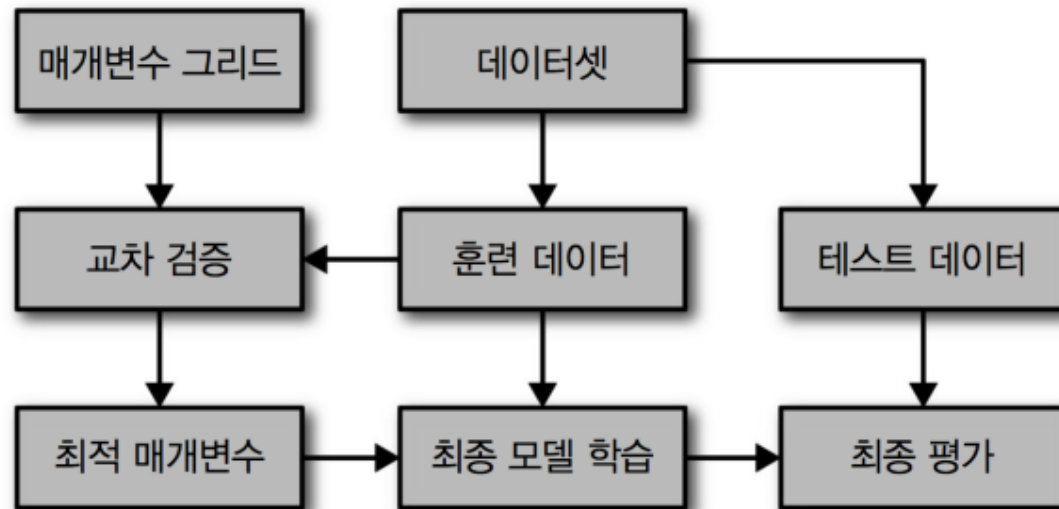 매개변수 그리드
데이터셋
교차 검증
훈련 데이터
테스트 데이터
최적 매개변수
최종 모델 학습
최종 평가